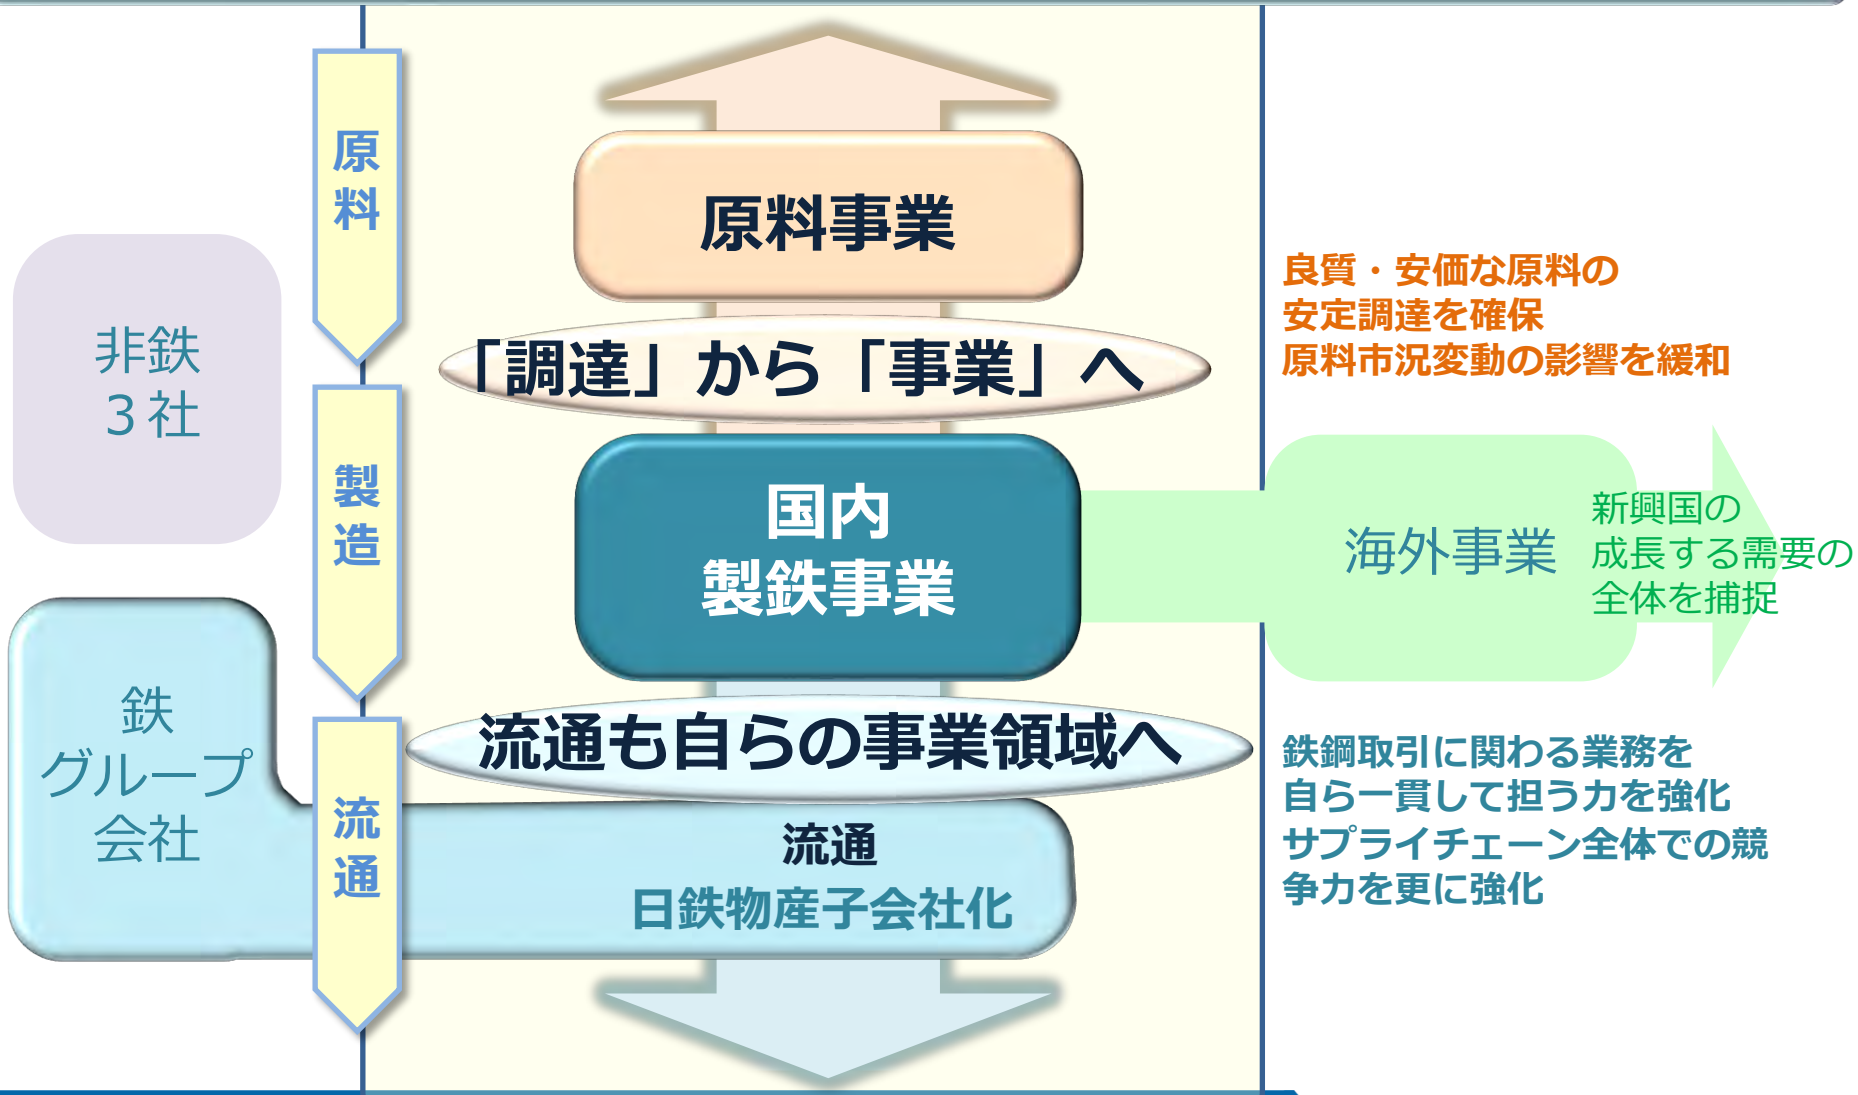 非鉄
３社
鉄
グループ
会社
原
料
製
造
流
通
原料事業
「調達」から「事業」へ
国内
製鉄事業
流通も自らの事業領域へ
流通
日鉄物産子会社化
良質・安価な原料の
安定調達を確保
原料市況変動の影響を緩和
海外事業
新興国の
成長する需要の
全体を捕捉
鉄鋼取引に関わる業務を
自ら一貫して担う力を強化
サプライチェーン全体での競
争力を更に強化